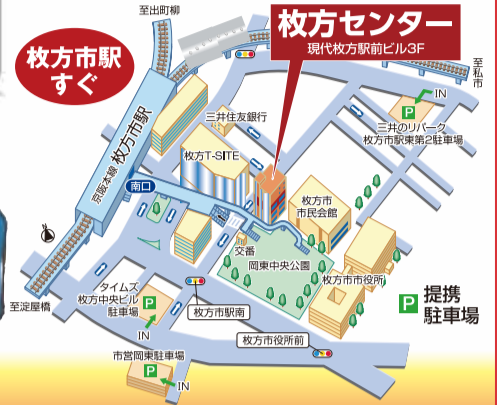 至出町柳
枚方センター
現代枚方駅前ビル3F
枚方市駅
すぐ
至私市
IN
P
三井のリパーク
枚方市駅東第2駐車場
三井住友銀行
京阪本線 枚方市駅
枚方T-SITE
南口
枚方市
市民会館
交番
岡東中央公園
枚方市市役所
至淀屋橋
タイムズ
枚方中央ビル
駐車場
P
IN
枚方市駅南
枚方市役所前
P 提携
駐車場
市営岡東駐車場
P
IN